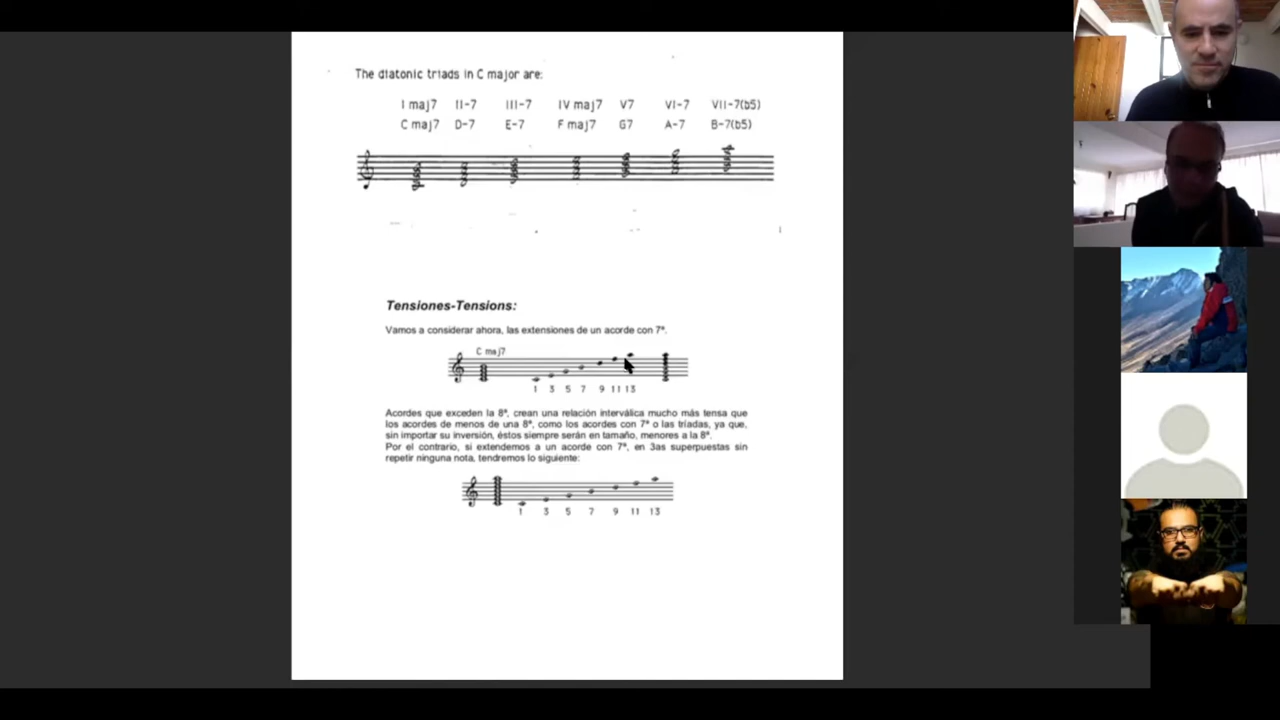 The diatonic triads in C major are:
I maj7 II-7 III-7 IV maj7 V7 VI-7 VII-7(b5)
C maj7 D-7 E-7 F maj7 G7 A-7 B-7(b5)
Tensiones-Tensions:
Vamos a considerar ahora, las extensiones de un acorde con 7ª.
C maj7
1 3 5 7 9 11 13
Acordes que exceden la 8ª, crean una relación interválica mucho más tensa que
los acordes de menos de una 8ª, como los acordes con 7ª o las tríadas, ya que,
sin importar su inversión, éstos siempre serán en tamaño, menores a la 8ª.
Por el contrario, si extendemos a un acorde con 7ª, en 3as superpuestas sin
repetir ninguna nota, tendremos lo siguiente:
1 3 5 7 9 11 13